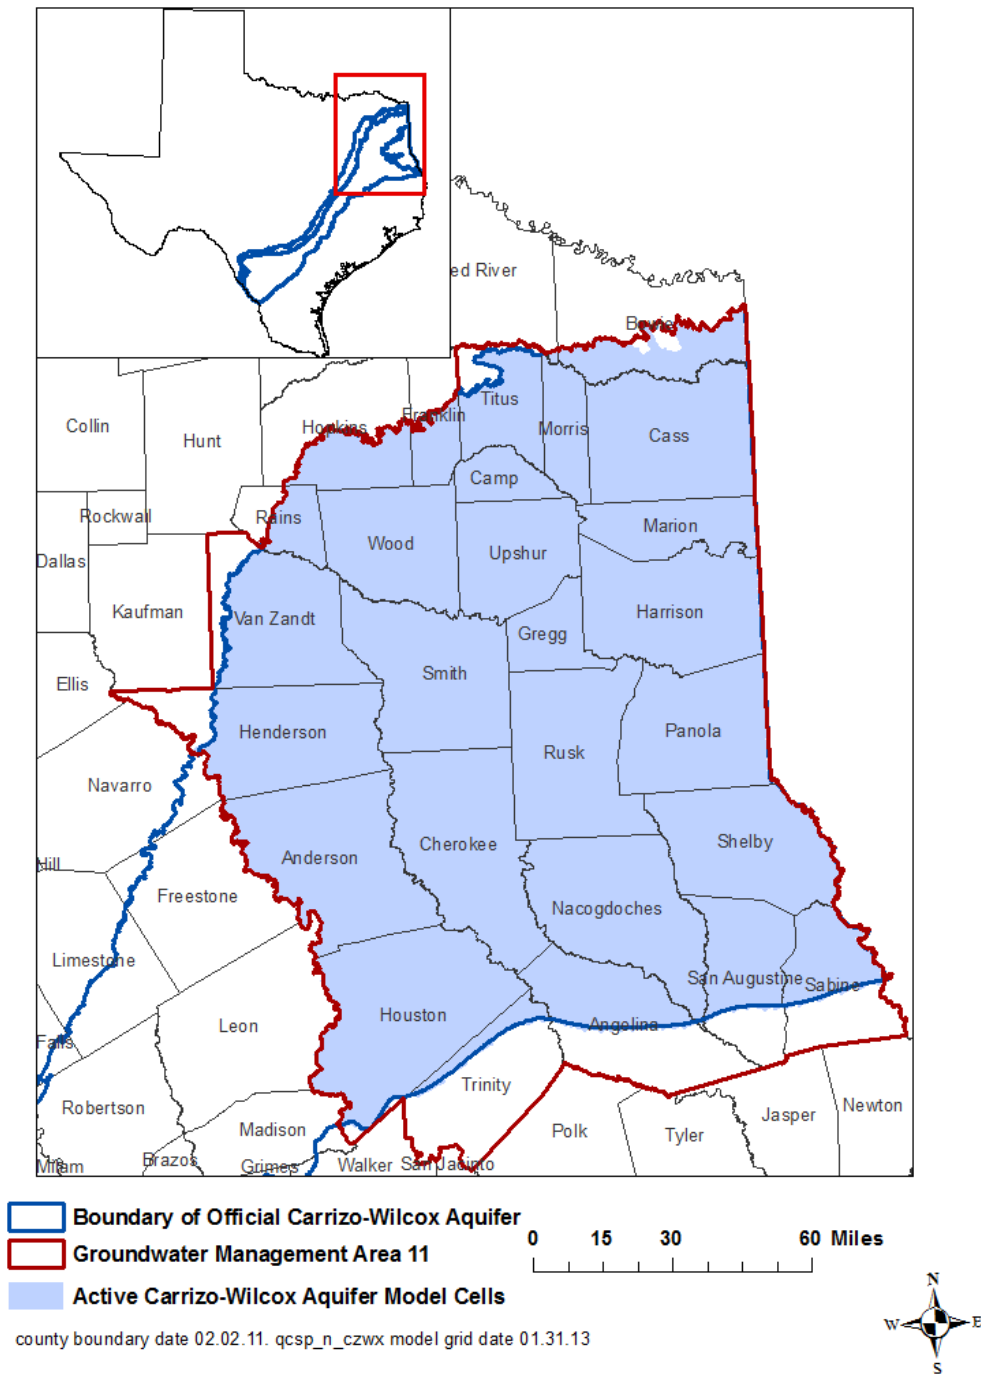 ed River
Bowie
Titus
Franklin
Hopkins
Collin
Hunt
Morris
Cass
Camp
Rockwall
Rains
Marion
Wood
Upshur
Dallas
Kaufman
Van Zandt
Harrison
Gregg
Smith
Ellis
Henderson
Panola
Rusk
Navarro
Shelby
Cherokee
Anderson
Hill
Freestone
Nacogdoches
Limestone
San Augustine
Sabine
Houston
Leon
Angelina
Falls
Trinity
Robertson
Newton
Jasper
Madison
Polk
Tyler
Milam
Brazos
Grimes
Walker
San Jacinto
Boundary of Official Carrizo-Wilcox Aquifer
Groundwater Management Area 11
Active Carrizo-Wilcox Aquifer Model Cells
0 15 30 60 Miles
county boundary date 02.02.11. qcsp_n_czwx model grid date 01.31.13
N
W E
S